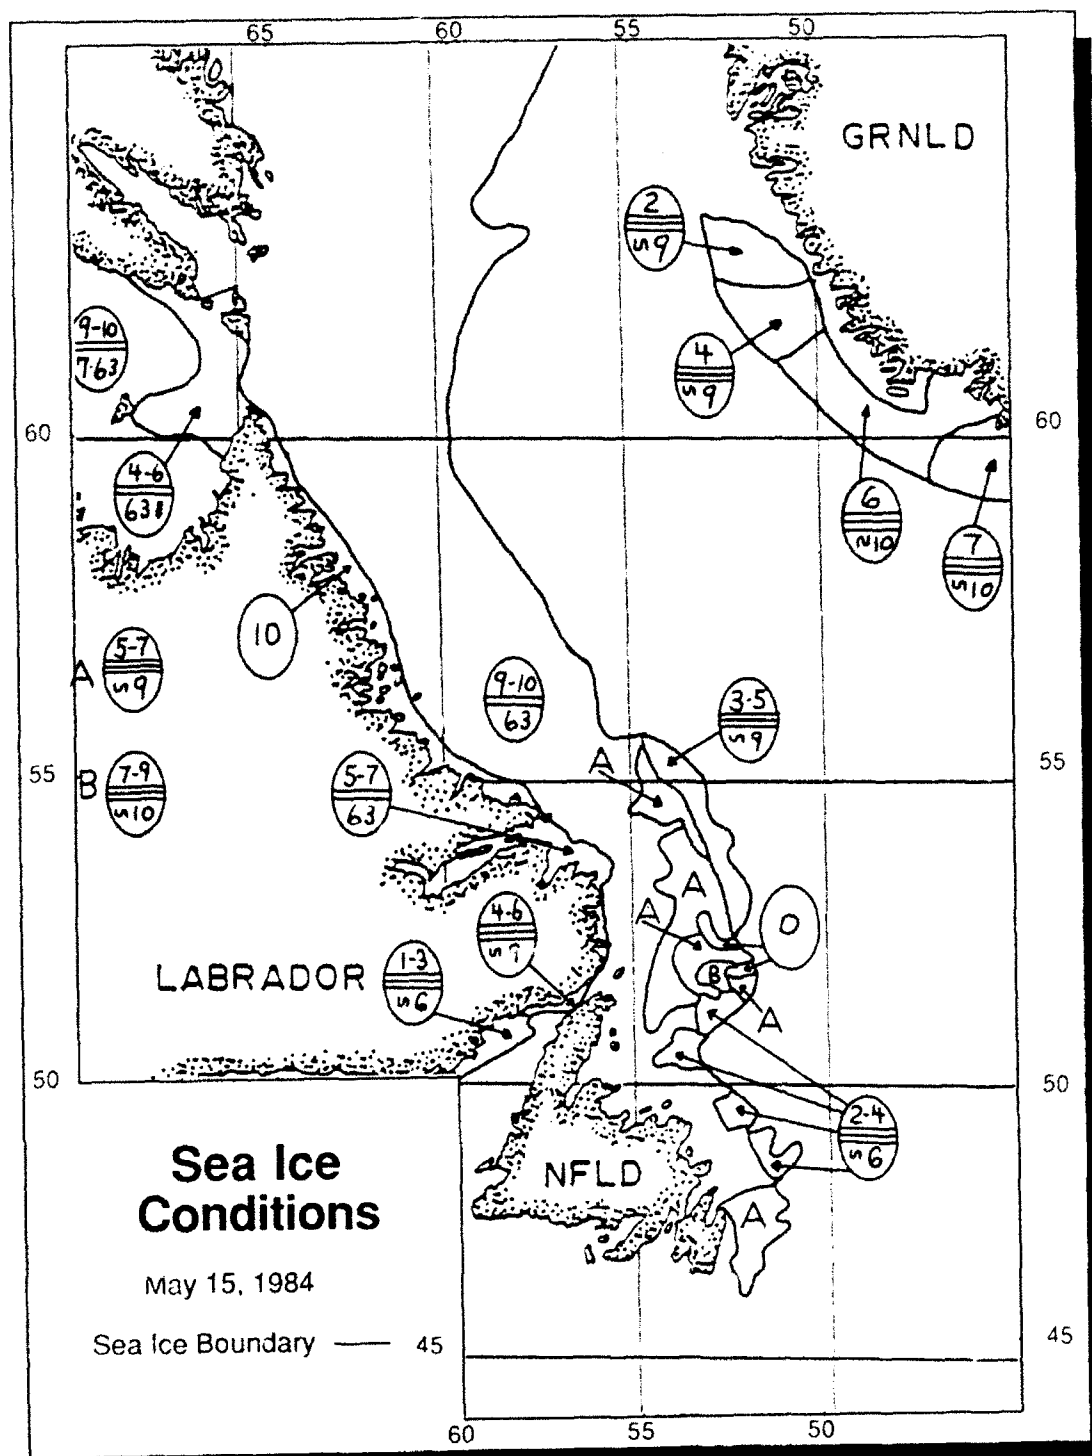 65 60 55 50
GRNLD
2
ഗ 9
4
ഗ 9
9-10
7·63
60
60
4-6
63
6
10
7
ഗ 10
10
A
5-7
ഗ 9
9-10
63
3-5
ഗ 9
A
55
55
B
7-9
ഗ 10
5-7
63
A
A
0
4-6
ഗ 9
B
LABRADOR
1-3
ഗ 6
A
50
50
2-4
ഗ 6
NFLD
A
Sea Ice
Conditions
May 15, 1984
Sea Ice Boundary
45
45
60 55 50